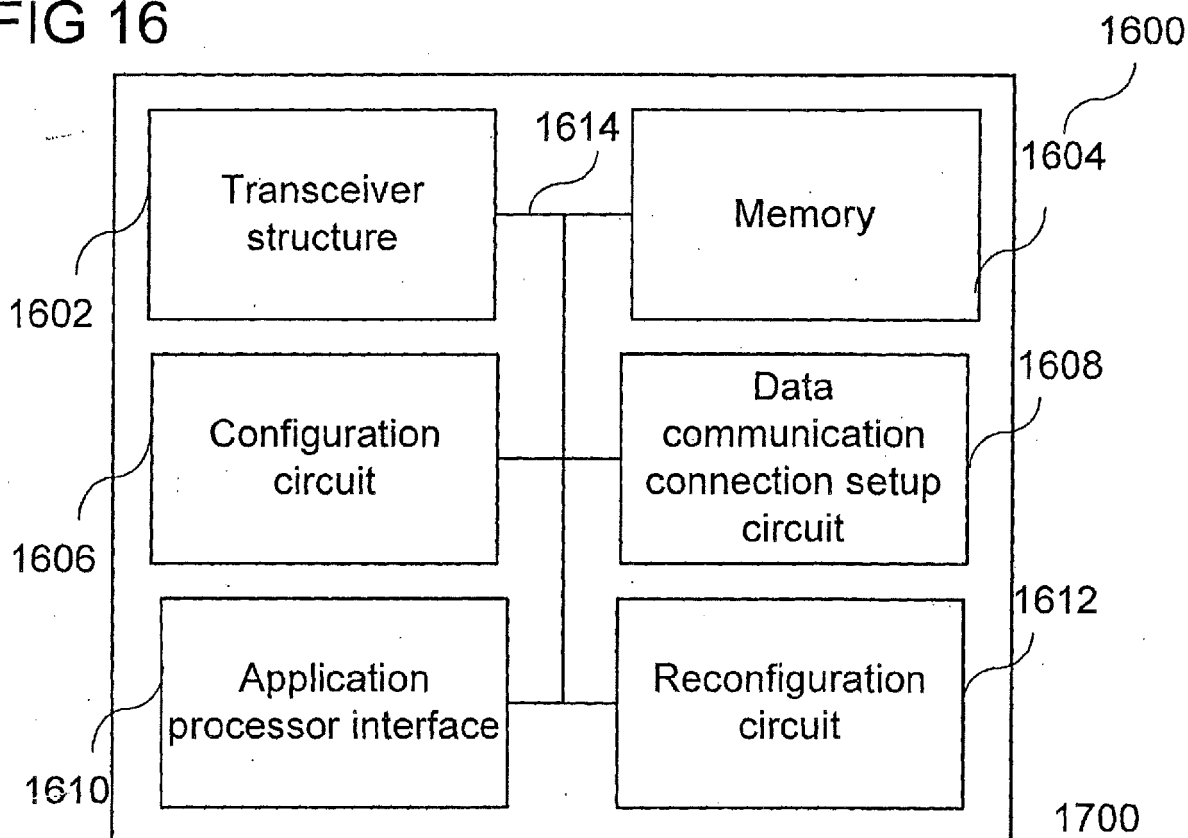 FIG 16
1600
1614
1604
Transceiver
structure
Memory
1602
1608
Configuration
circuit
Data
communication
connection setup
circuit
1606
1612
Application
processor interface
Reconfiguration
circuit
1610
1700